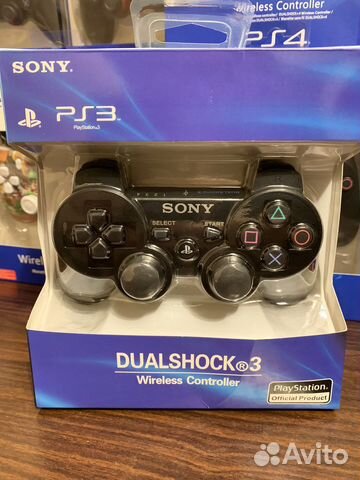 Wireless Controller
PS4
SONY
PS3
PlayStation®3
SONY
SELECT
START
DUALSHOCK®3
Wireless Controller
PlayStation
Official Product
Avito